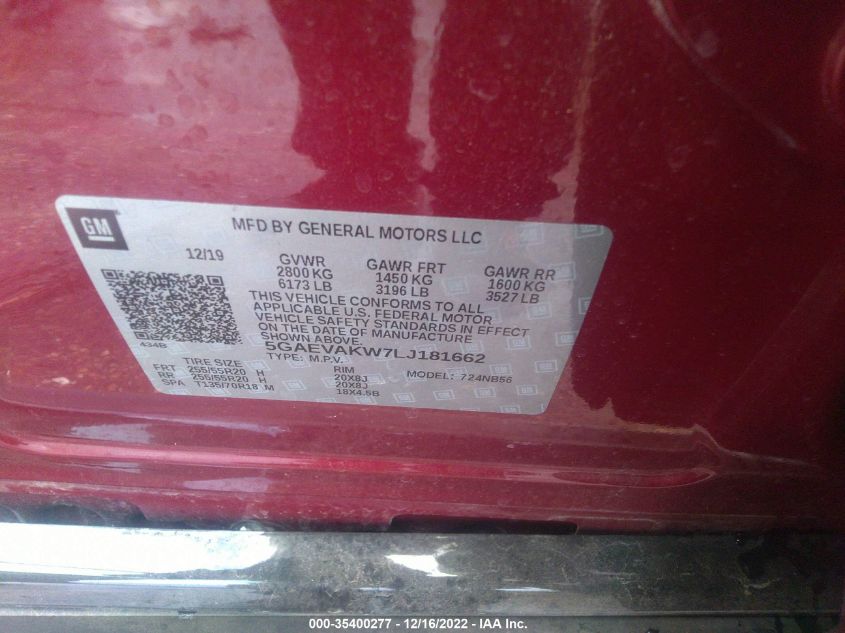 GM
MFD BY GENERAL MOTORS LLC
12/19
GVWR
2800 KG
6173 LB
GAWR FRT
1450 KG
3196 LB
GAWR RR
1600 KG
3527 LB
THIS VEHICLE CONFORMS TO ALL
APPLICABLE U.S. FEDERAL MOTOR
VEHICLE SAFETY STANDARDS IN EFFECT
ON THE DATE OF MANUFACTURE
SHOWN ABOVE.
434B
5GAEVAKW7LJ181662
TYPE: M.P.V.
MODEL: 724NB56
TIRE SIZE RIM
FRT 255/55R20 H 20X8J
RR 255/55R20 H 20X8J
SPA T135/70R18 M 18X4.5B
000-35400277 - 12/16/2022 - IAA Inc.